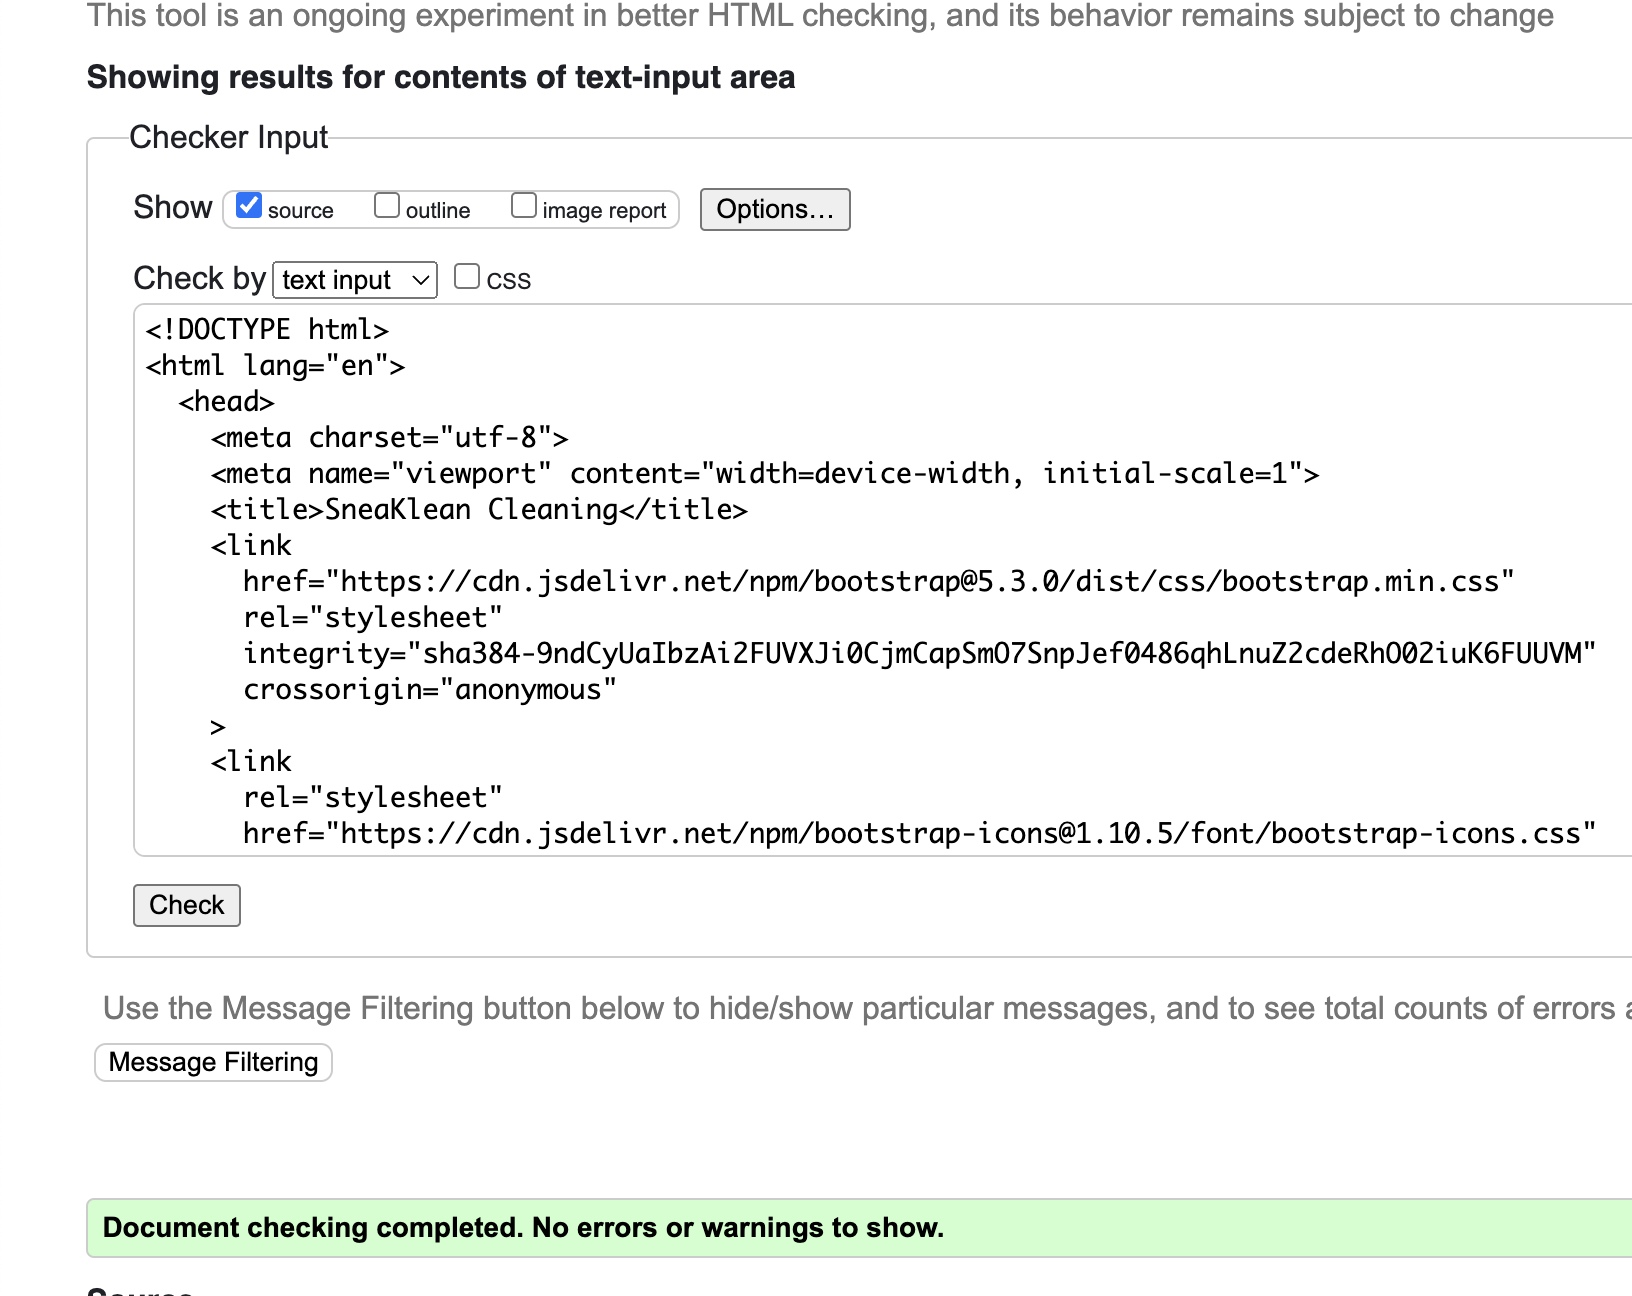 This tool is an ongoing experiment in better HTML checking, and its behavior remains subject to change
Showing results for contents of text-input area
Checker Input
Show source outline image report Options...
Check by text input css
<!DOCTYPE html>
<html lang="en">
<head>
<meta charset="utf-8">
<meta name="viewport" content="width=device-width, initial-scale=1">
<title>SneaKlean Cleaning</title>
<link
href="https://cdn.jsdelivr.net/npm/bootstrap@5.3.0/dist/css/bootstrap.min.css"
rel="stylesheet"
integrity="sha384-9ndCyUaIbzAi2FUVXJi0CjmCapSmO7SnpJef0486qhLnuZ2cdeRhO02iuK6FUUVM"
crossorigin="anonymous"
>
<link
rel="stylesheet"
href="https://cdn.jsdelivr.net/npm/bootstrap-icons@1.10.5/font/bootstrap-icons.css"
Check
Use the Message Filtering button below to hide/show particular messages, and to see total counts of errors
Message Filtering
Document checking completed. No errors or warnings to show.